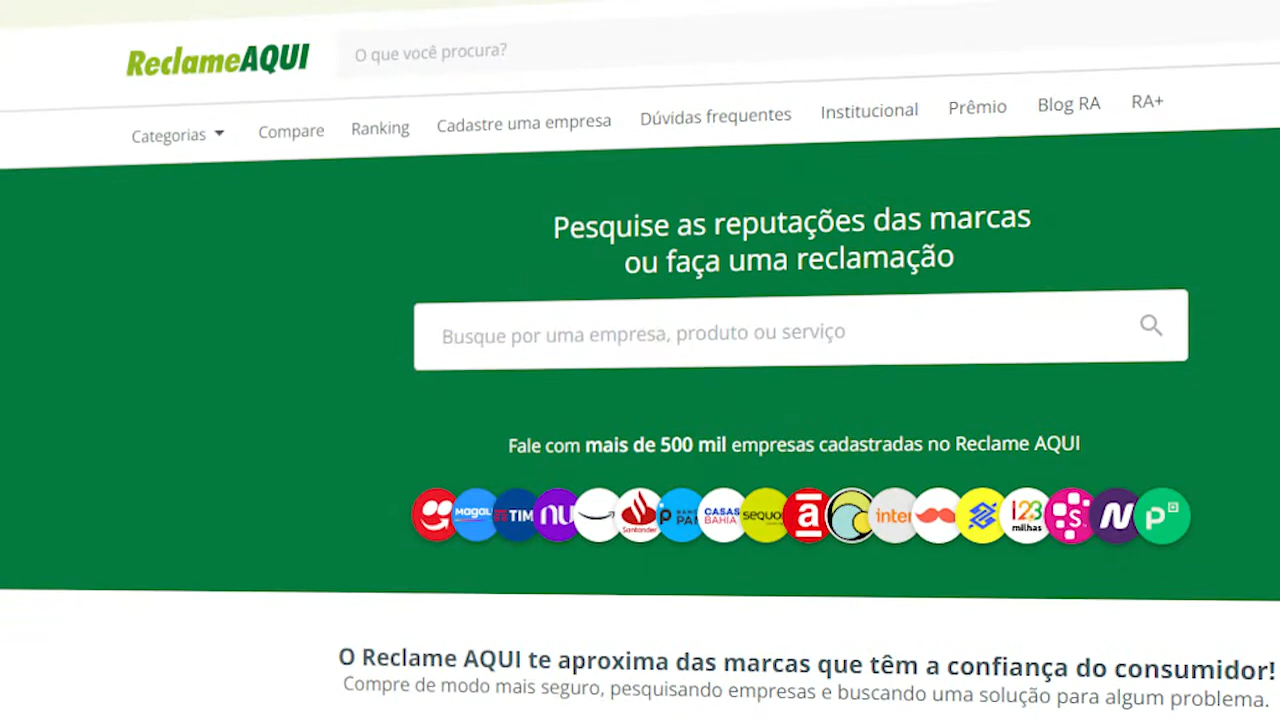 ReclameAQUI
O que você procura?
Categorias
Compare
Ranking
Cadastre uma empresa
Dúvidas frequentes
Institucional
Prêmio
Blog RA
RA+
Pesquise as reputações das marcas
ou faça uma reclamação
Busque por uma empresa, produto ou serviço
Fale com mais de 500 mil empresas cadastradas no Reclame AQUI
TIM
nu
Santander
CASAS
BAHIA
a
inter
123
milhas
S
N
P
O Reclame AQUI te aproxima das marcas que têm a confiança do consumidor!
Compre de modo mais seguro, pesquisando empresas e buscando uma solução para algum problema.